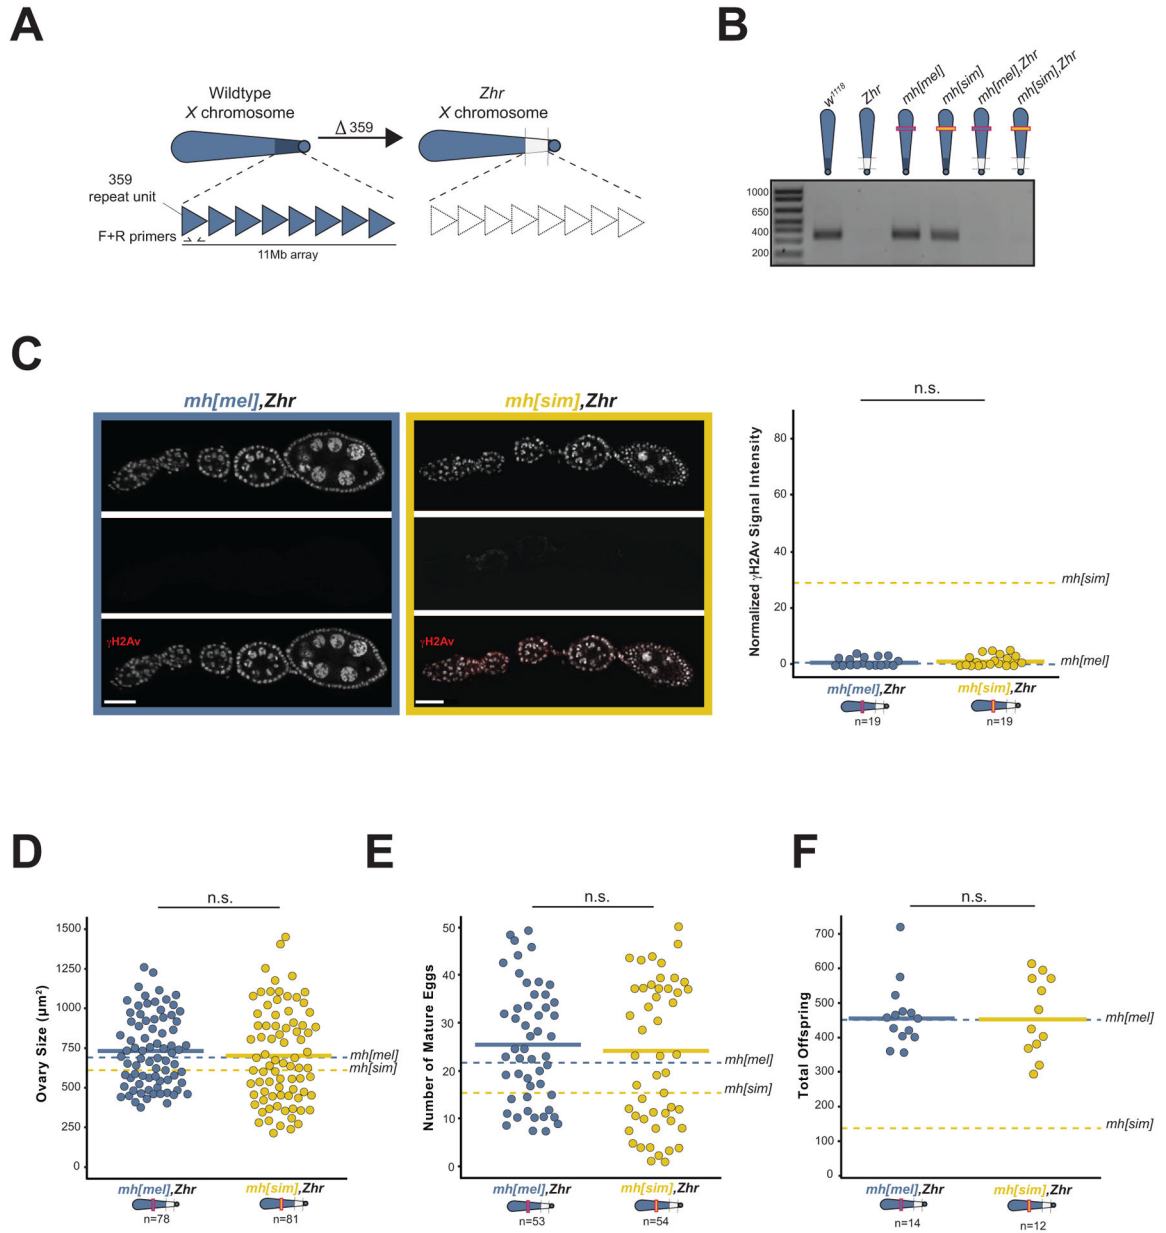 A
Wildtype
X chromosome
Δ 359
Zhr
X chromosome
359
repeat unit
F+R primers
11Mb array
B
w1118
Zhr
mh[mel]
mh[sim]
mh[mel],Zhr
mh[sim],Zhr
1000
650
400
200
C
mh[mel],Zhr
mh[sim],Zhr
γH2Av
γH2Av
n.s.
Normalized γH2Av Signal Intensity
80
60
40
20
0
mh[sim]
mh[mel]
mh[mel],Zhr
mh[sim],Zhr
n=19
n=19
D
n.s.
Ovary Size (µm²)
1500
1250
1000
750
500
250
0
mh[mel]
mh[sim]
mh[mel],Zhr
mh[sim],Zhr
n=78
n=81
E
n.s.
Number of Mature Eggs
50
40
30
20
10
0
mh[mel]
mh[sim]
mh[mel],Zhr
mh[sim],Zhr
n=53
n=54
F
n.s.
Total Offspring
700
600
500
400
300
200
100
0
mh[mel]
mh[sim]
mh[mel],Zhr
mh[sim],Zhr
n=14
n=12